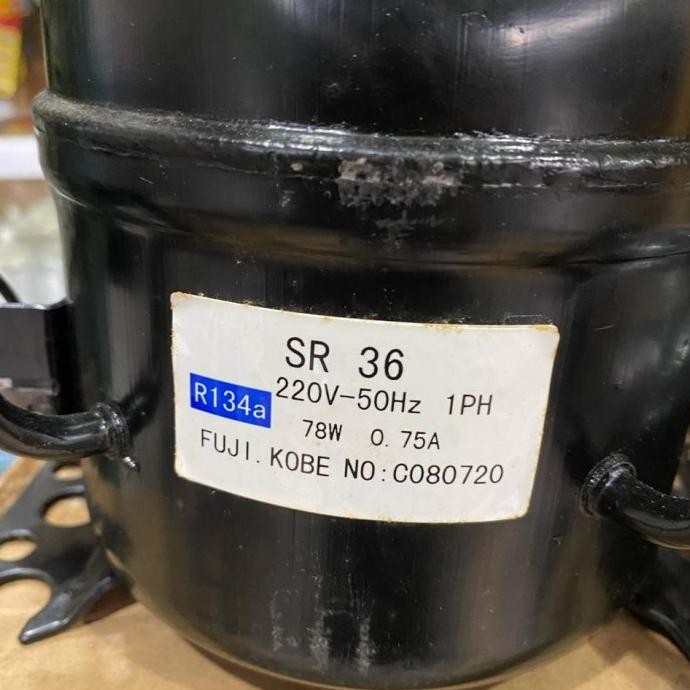 SR 36
R134a 220V-50Hz 1PH
78W 0.75A
FUJI.KOBE NO:C080720